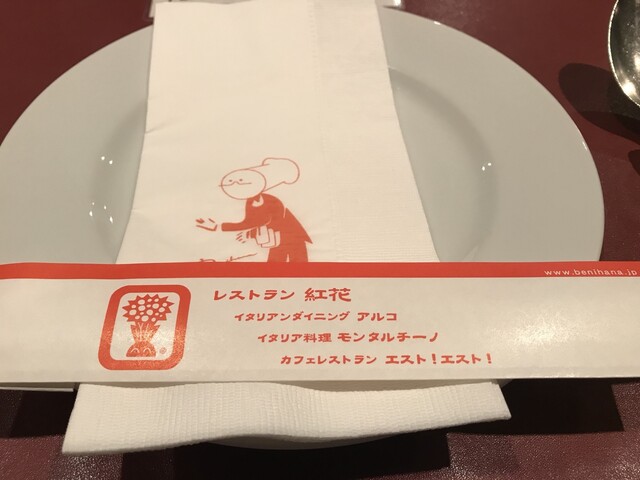 www.benihana.jp
レストラン 紅花
イタリアンダイニング アルコ
イタリア料理 モンタルチーノ
カフェレストラン エスト！エスト！